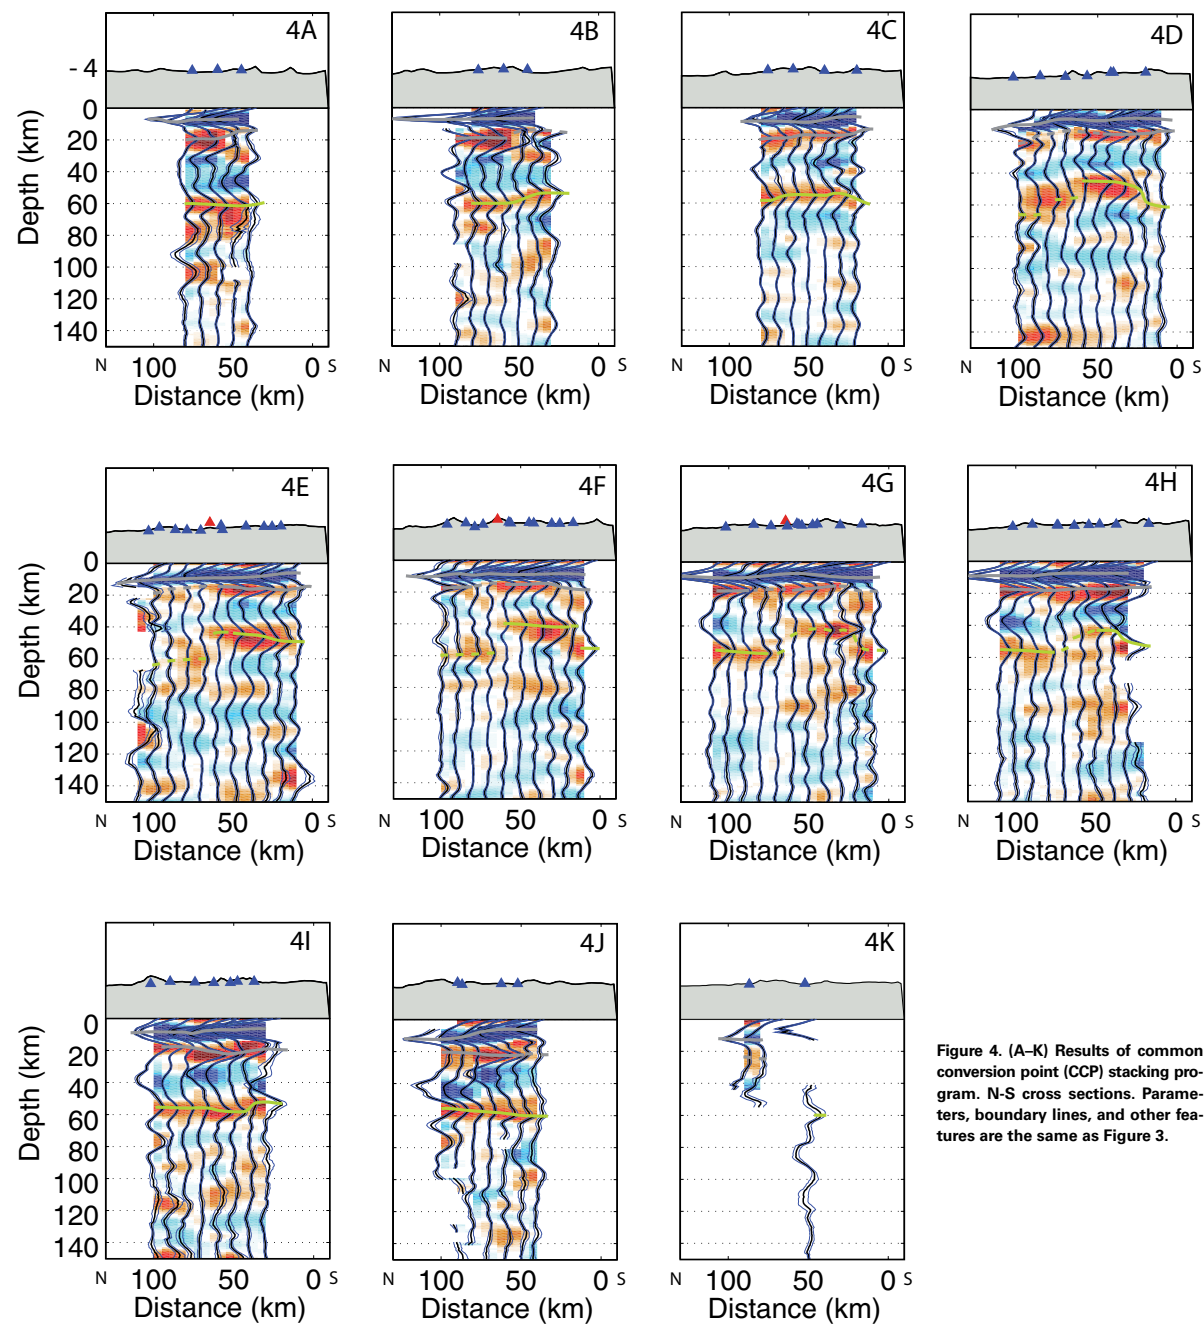 4A 4B 4C 4D
- 4
0
20
40
60
80
100
120
140
Depth (km)
N 100 50 0 S N 100 50 0 S N 100 50 0 S N 100 50 0 S
Distance (km) Distance (km) Distance (km) Distance (km)
4E 4F 4G 4H
0
20
40
60
80
100
120
140
Depth (km)
N 100 50 0 S N 100 50 0 S N 100 50 0 S N 100 50 0 S
Distance (km) Distance (km) Distance (km) Distance (km)
4I 4J 4K
0
20
40
60
80
100
120
140
Depth (km)
N 100 50 0 S N 100 50 0 S N 100 50 0 S
Distance (km) Distance (km) Distance (km)
Figure 4. (A–K) Results of common
conversion point (CCP) stacking pro-
gram. N-S cross sections. Parame-
ters, boundary lines, and other fea-
tures are the same as Figure 3.